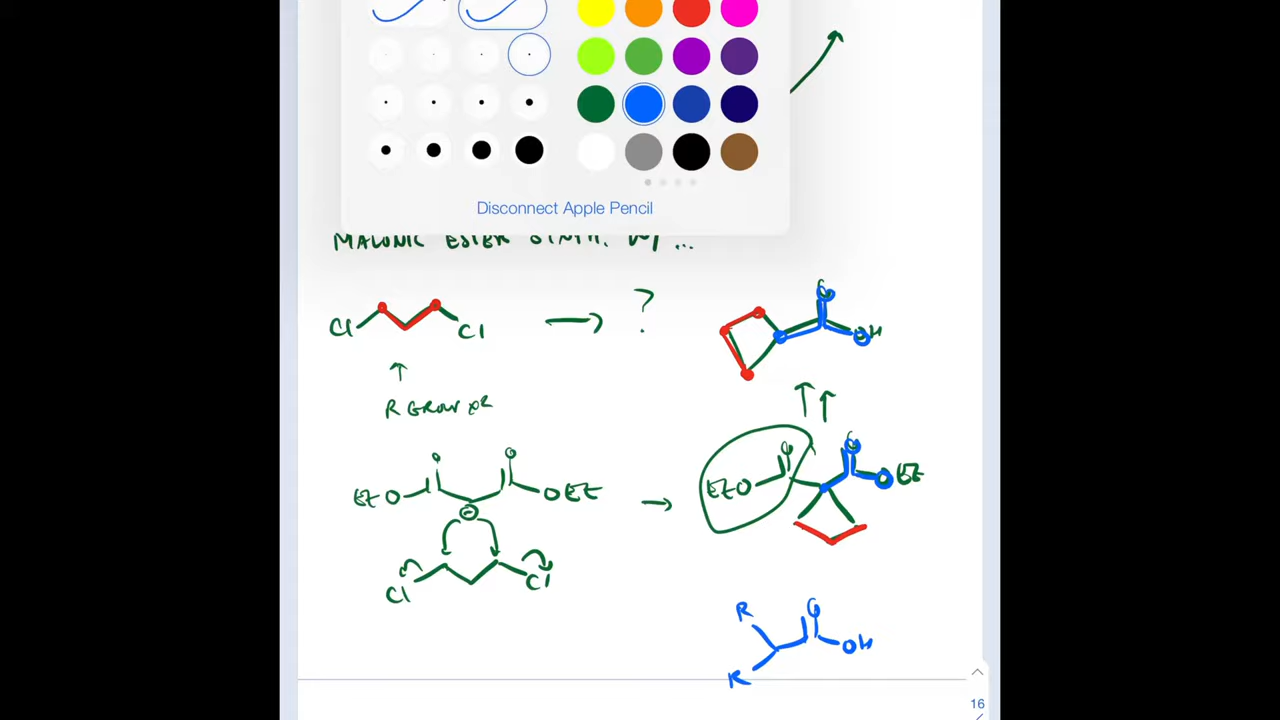 Disconnect Apple Pencil
MALONIC ESTER SYNTH. W/ ...
Cl
Cl
?
O
OH
R GROUP
O
O
EtO
OEt
O
EtO
O
OEt
Cl
Cl
R
O
OH
R
16